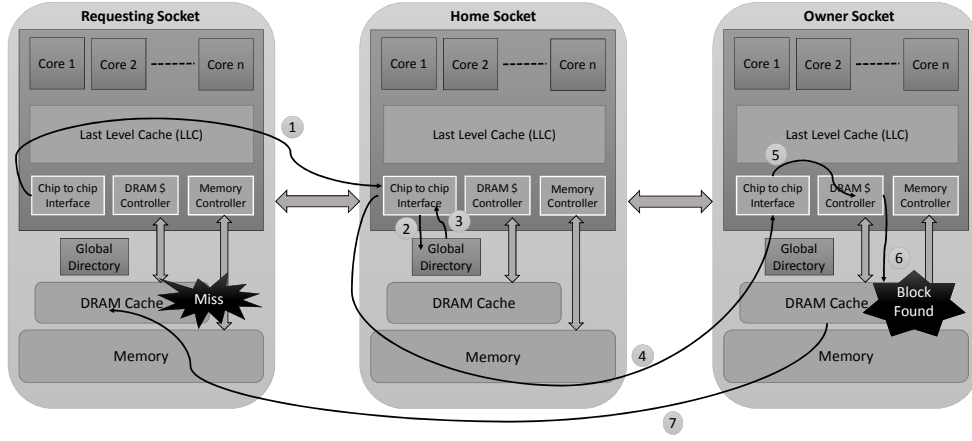 Requesting Socket
Core 1
Core 2
Core n
Last Level Cache (LLC)
Chip to chip
Interface
DRAM $
Controller
Memory
Controller
Global
Directory
DRAM Cache
Miss
Memory
1
Home Socket
Core 1
Core 2
Core n
Last Level Cache (LLC)
Chip to chip
Interface
DRAM $
Controller
Memory
Controller
2
3
Global
Directory
DRAM Cache
Memory
4
Owner Socket
Core 1
Core 2
Core n
Last Level Cache (LLC)
5
Chip to chip
Interface
DRAM $
Controller
Memory
Controller
Global
Directory
6
DRAM Cache
Block
Found
Memory
7